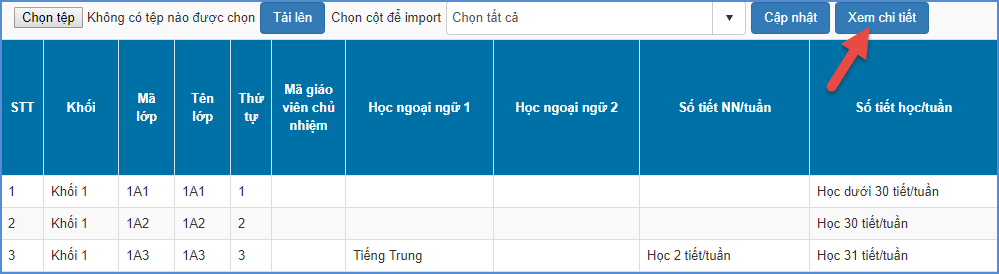 Chọn tệp Không có tệp nào được chọn Tải lên Chọn cột để import Chọn tất cả Cập nhật Xem chi tiết
STT Khối Mã lớp Tên lớp Thứ tự Mã giáo viên chủ nhiệm Học ngoại ngữ 1 Học ngoại ngữ 2 Số tiết NN/tuần Số tiết học/tuần
1 Khối 1 1A1 1A1 1 Học dưới 30 tiết/tuần
2 Khối 1 1A2 1A2 2 Học 30 tiết/tuần
3 Khối 1 1A3 1A3 3 Tiếng Trung Học 2 tiết/tuần Học 31 tiết/tuần